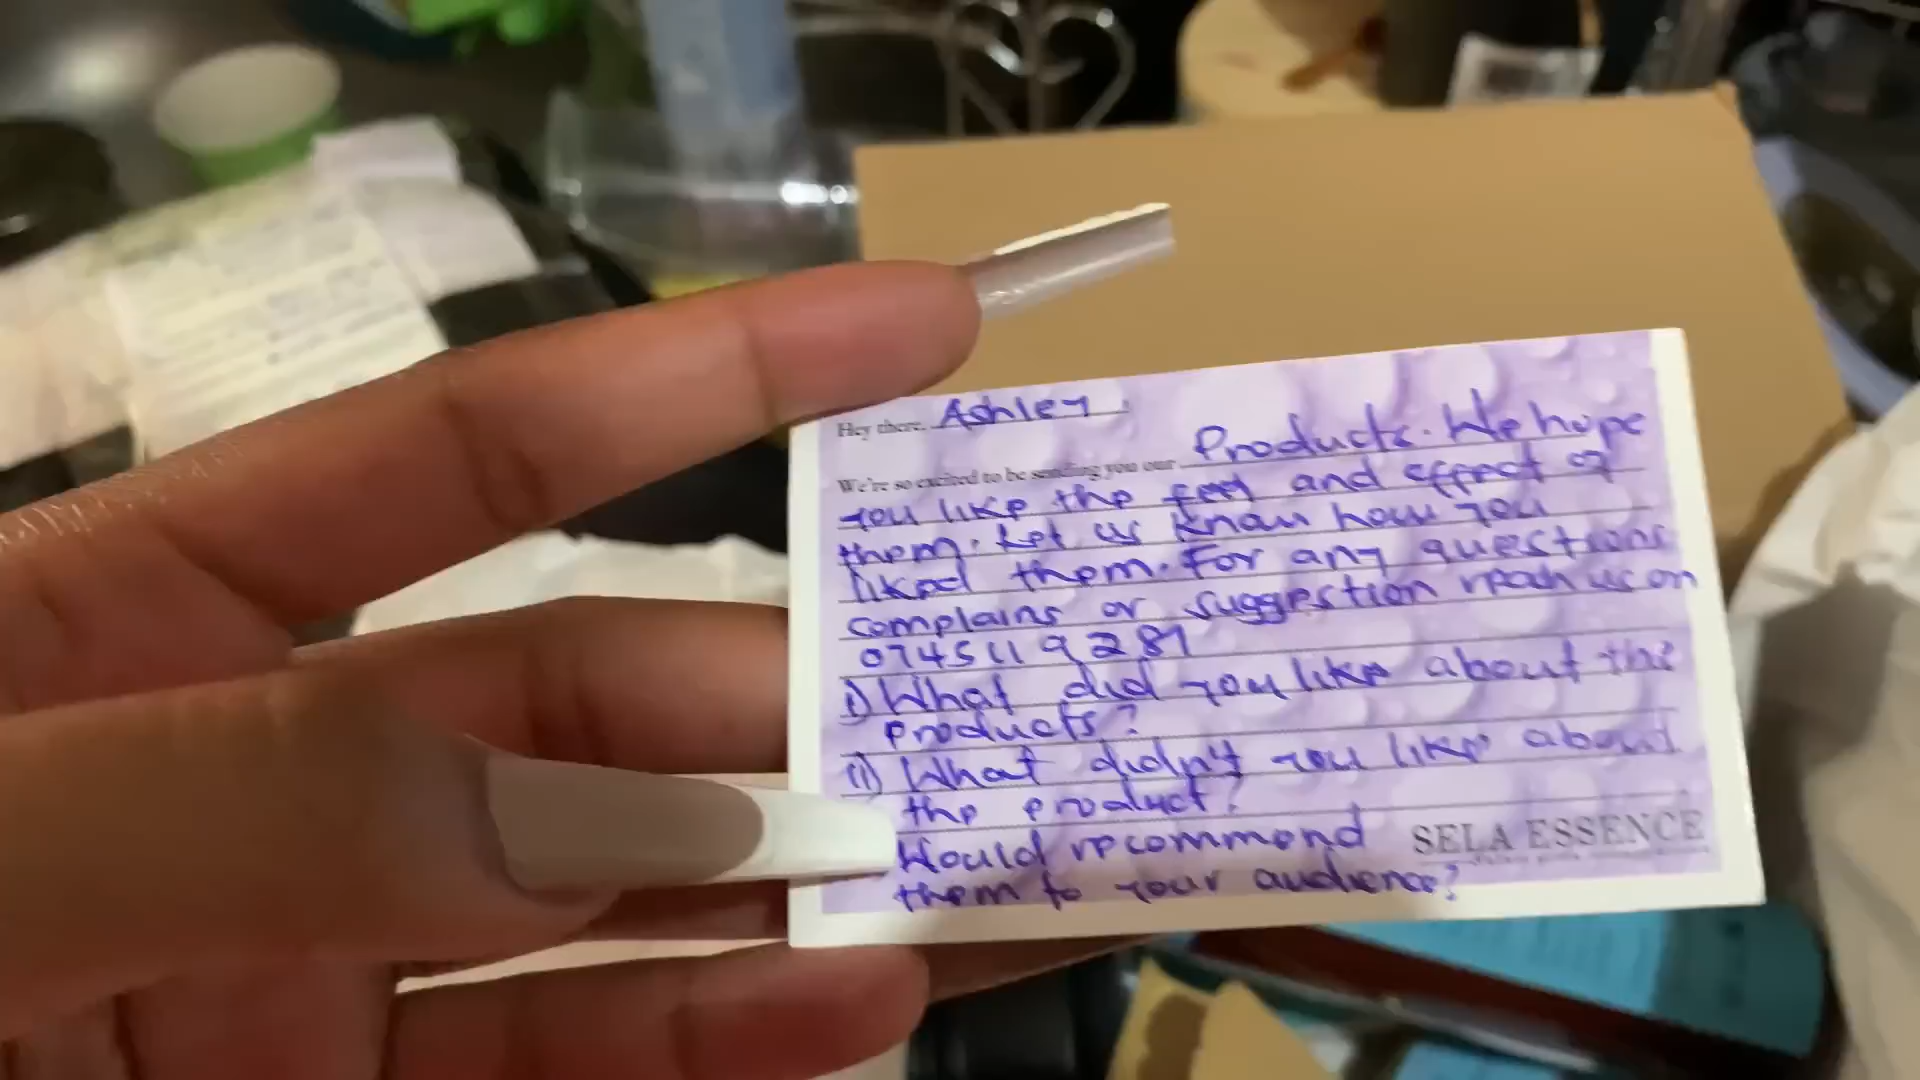 Hey there, Ashley
We're so excited to be sending you our Products. We hope
you like the feel and effect of
them. Let us know how you
liked them. For any questions
complains or suggestion reach us on
0745119281
i) What did you like about the
products?
ii) What didn't you like about
the product?
Would recommend
them to your audience?
SELA ESSENCE